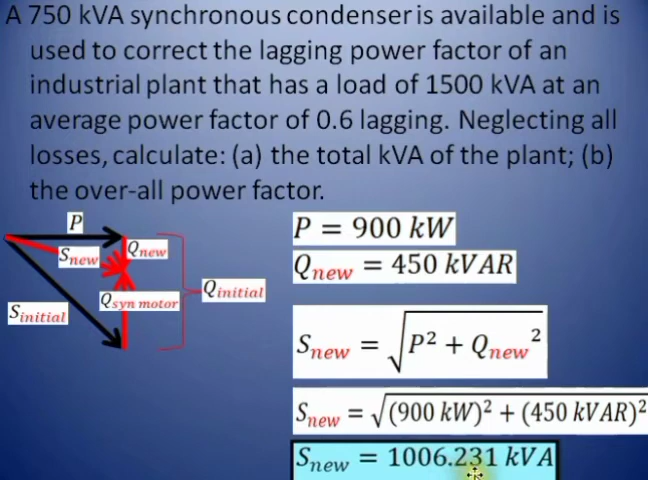 A 750 kVA synchronous condenser is available and is
used to correct the lagging power factor of an
industrial plant that has a load of 1500 kVA at an
average power factor of 0.6 lagging. Neglecting all
losses, calculate: (a) the total kVA of the plant; (b)
the over-all power factor.
P
S_new
Q_new
Q_syn motor
Q_initial
S_initial
P = 900 kW
Q_new = 450 kVAR
S_new = √(P² + Q_new²)
S_new = √((900 kW)² + (450 kVAR)²
S_new = 1006.231 kVA